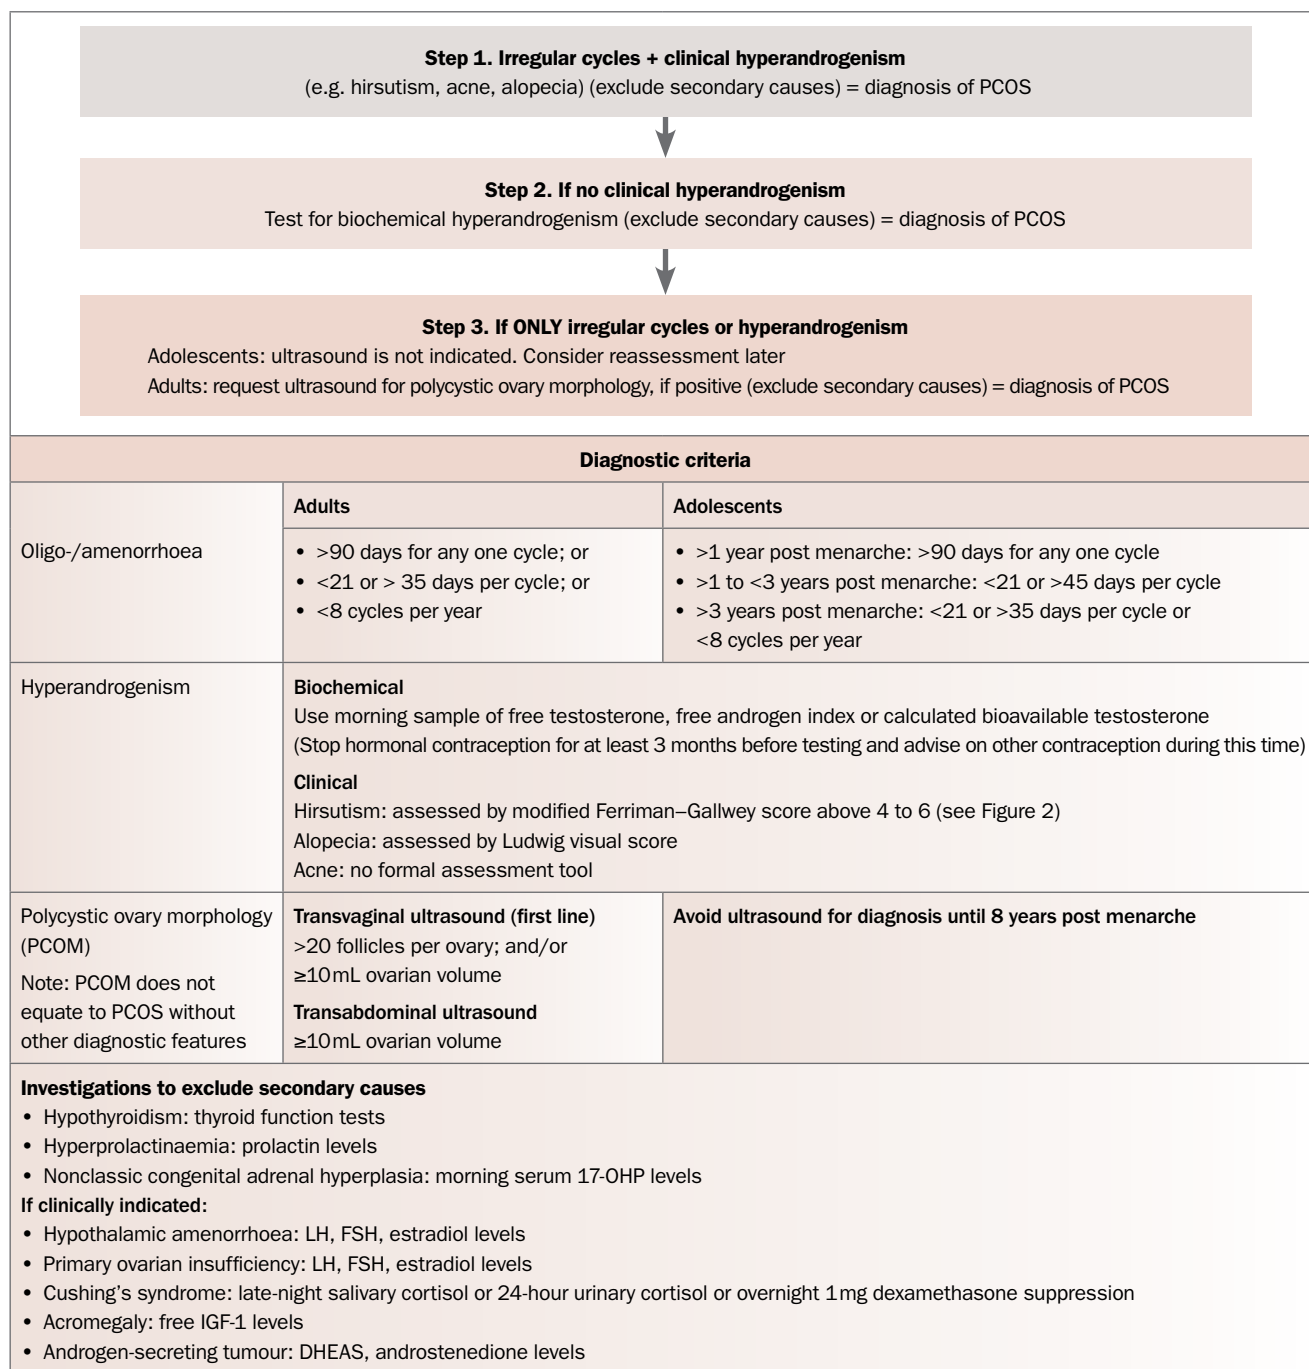 Step 1. Irregular cycles + clinical hyperandrogenism
(e.g. hirsutism, acne, alopecia) (exclude secondary causes) = diagnosis of PCOS
Step 2. If no clinical hyperandrogenism
Test for biochemical hyperandrogenism (exclude secondary causes) = diagnosis of PCOS
Step 3. If ONLY irregular cycles or hyperandrogenism
Adolescents: ultrasound is not indicated. Consider reassessment later
Adults: request ultrasound for polycystic ovary morphology, if positive (exclude secondary causes) = diagnosis of PCOS
Diagnostic criteria
Oligo-/amenorrhoea
Adults
• >90 days for any one cycle; or
• <21 or > 35 days per cycle; or
• <8 cycles per year
Adolescents
• >1 year post menarche: >90 days for any one cycle
• >1 to <3 years post menarche: <21 or >45 days per cycle
• >3 years post menarche: <21 or >35 days per cycle or
<8 cycles per year
Hyperandrogenism
Biochemical
Use morning sample of free testosterone, free androgen index or calculated bioavailable testosterone
(Stop hormonal contraception for at least 3 months before testing and advise on other contraception during this time)
Clinical
Hirsutism: assessed by modified Ferriman–Gallwey score above 4 to 6 (see Figure 2)
Alopecia: assessed by Ludwig visual score
Acne: no formal assessment tool
Polycystic ovary morphology
(PCOM)
Note: PCOM does not
equate to PCOS without
other diagnostic features
Transvaginal ultrasound (first line)
>20 follicles per ovary; and/or
≥10 mL ovarian volume
Transabdominal ultrasound
≥10 mL ovarian volume
Avoid ultrasound for diagnosis until 8 years post menarche
Investigations to exclude secondary causes
• Hypothyroidism: thyroid function tests
• Hyperprolactinaemia: prolactin levels
• Nonclassic congenital adrenal hyperplasia: morning serum 17-OHP levels
If clinically indicated:
• Hypothalamic amenorrhoea: LH, FSH, estradiol levels
• Primary ovarian insufficiency: LH, FSH, estradiol levels
• Cushing's syndrome: late-night salivary cortisol or 24-hour urinary cortisol or overnight 1 mg dexamethasone suppression
• Acromegaly: free IGF-1 levels
• Androgen-secreting tumour: DHEAS, androstenedione levels